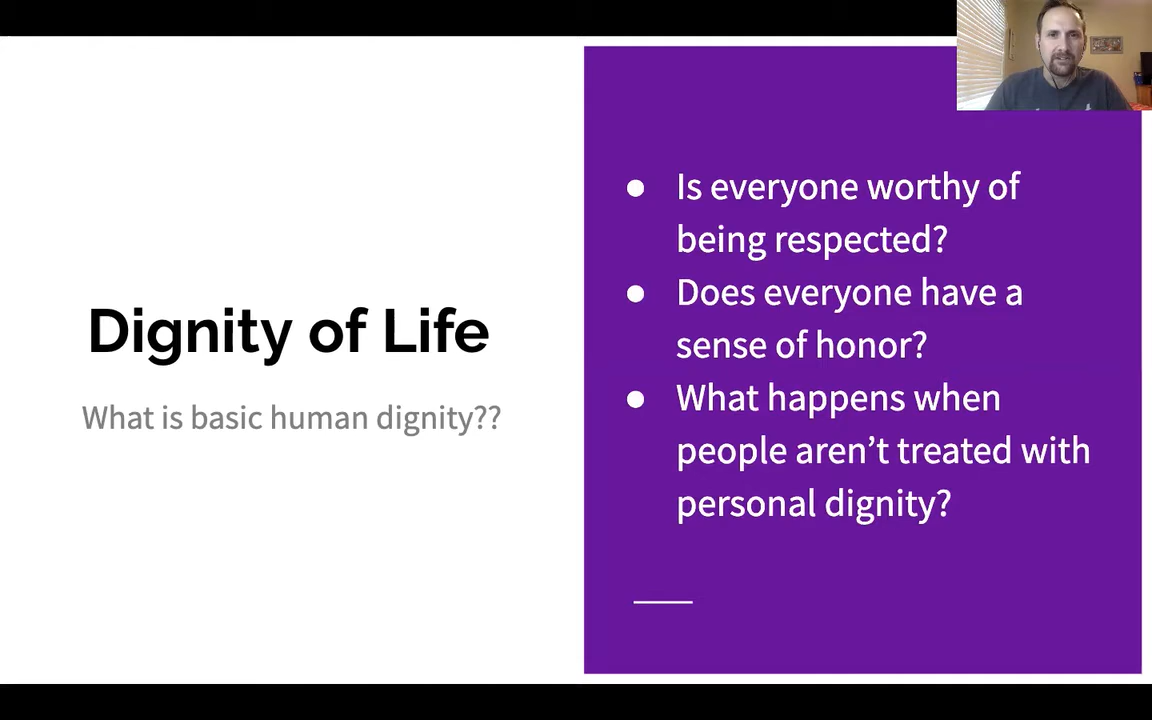 Dignity of Life
What is basic human dignity??
● Is everyone worthy of
being respected?
● Does everyone have a
sense of honor?
● What happens when
people aren’t treated with
personal dignity?